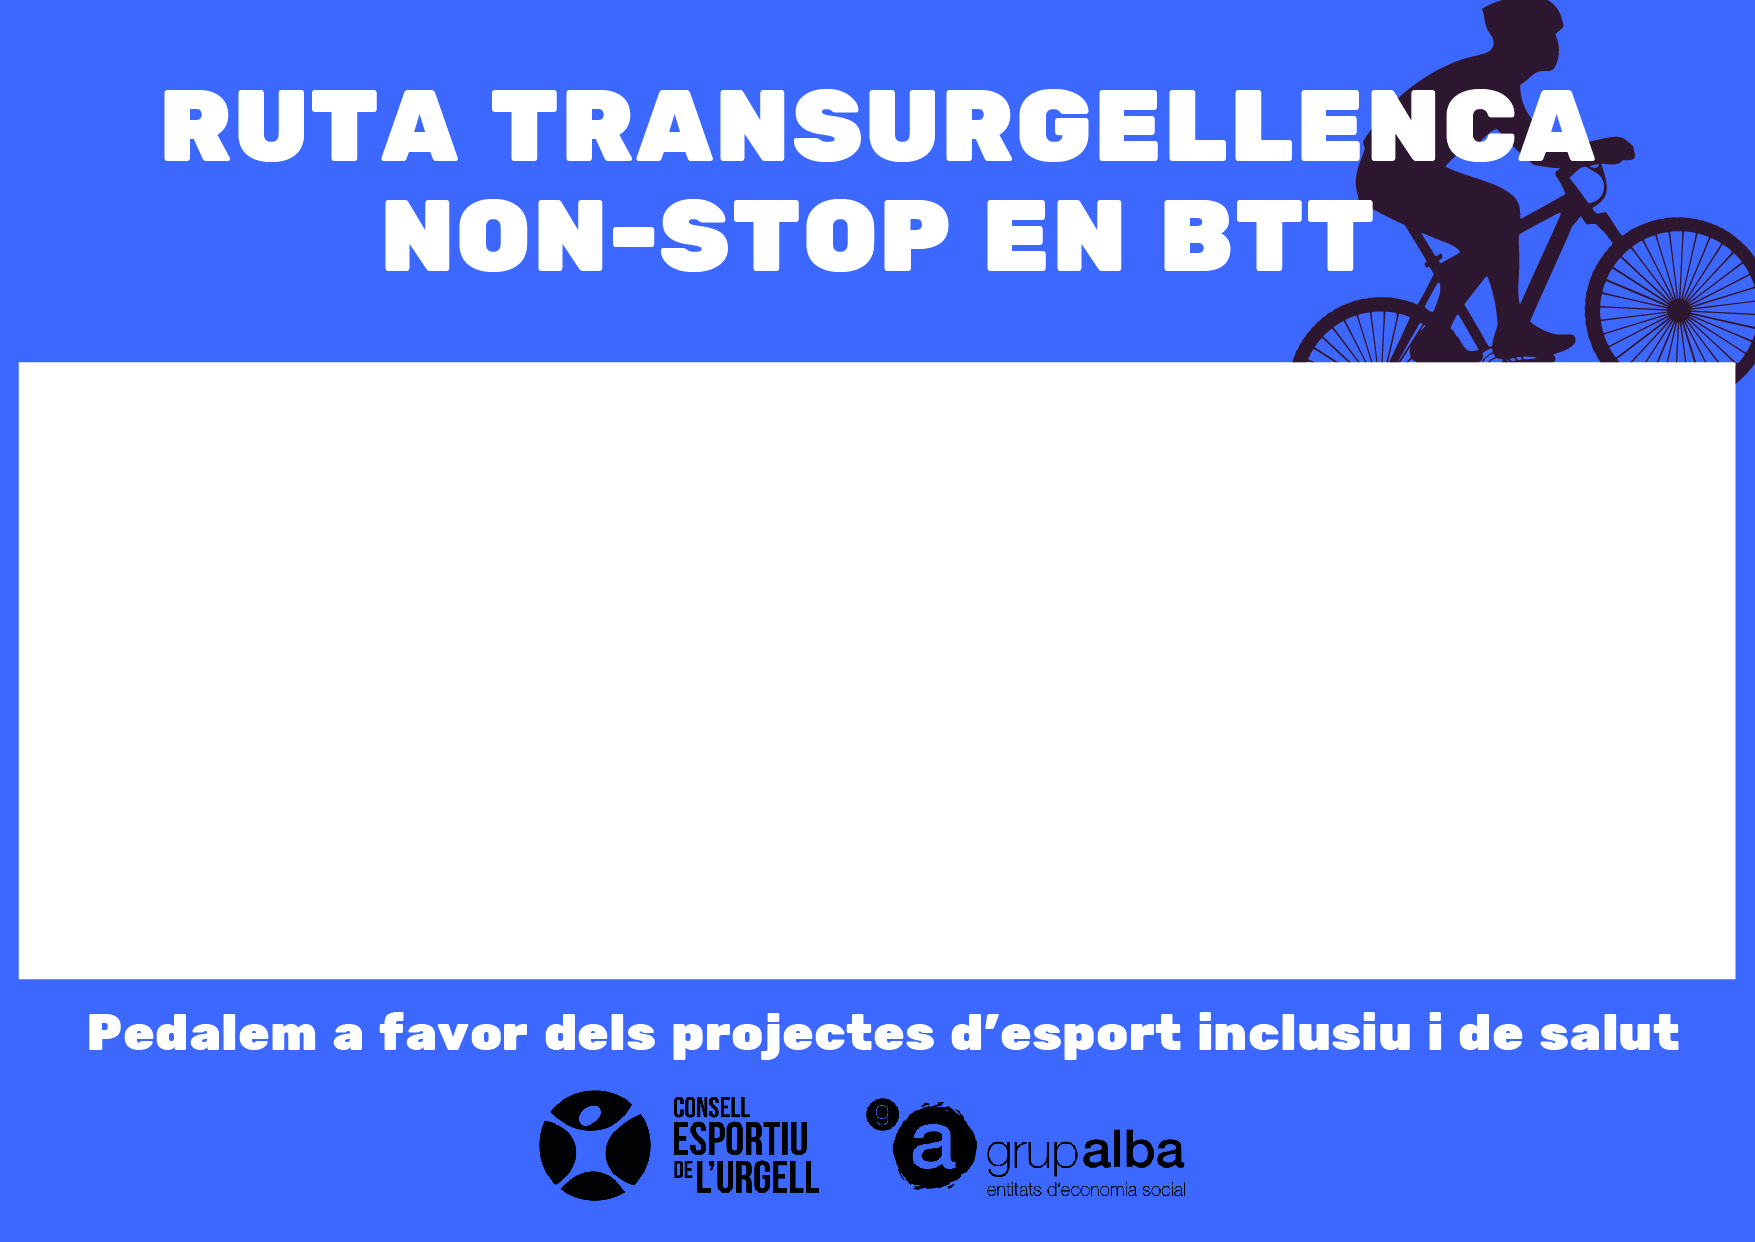 RUTA TRANSURGELLENCA
NON-STOP EN BTT
Pedalem a favor dels projectes d’esport inclusiu i de salut
CONSELL
ESPORTIU
DE L’URGELL
g
a
grupalba
entitats d'economia social